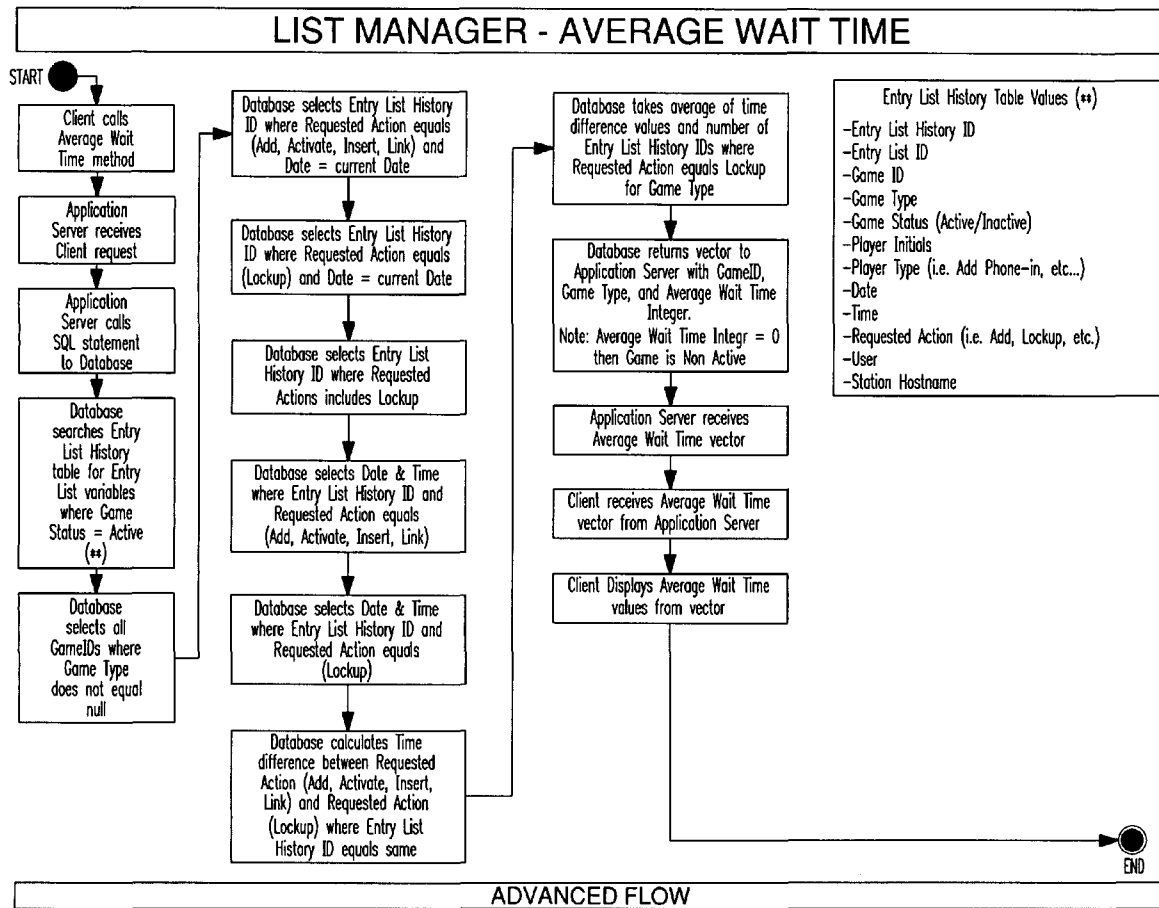 LIST MANAGER - AVERAGE WAIT TIME
START
Client calls
Average Wait
Time method
Application
Server receives
Client request
Application
Server calls
SQL statement
to Database
Database
searches Entry
List History
table for Entry
List variables
where Game
Status = Active
(**)
Database
selects all
GameIDs where
Game Type
does not equal
null
Database selects Entry List History
ID where Requested Action equals
(Add, Activate, Insert, Link) and
Date = current Date
Database selects Entry List History
ID where Requested Action equals
(Lockup) and Date = current Date
Database selects Entry List
History ID where Requested
Actions includes Lockup
Database selects Date & Time
where Entry List History ID and
Requested Action equals
(Add, Activate, Insert, Link)
Database selects Date & Time
where Entry List History ID and
Requested Action equals
(Lockup)
Database calculates Time
difference between Requested
Action (Add, Activate, Insert,
Link) and Requested Action
(Lockup) where Entry List
History ID equals same
Database takes average of time
difference values and number of
Entry List History IDs where
Requested Action equals Lockup
for Game Type
Database returns vector to
Application Server with GameID,
Game Type, and Average Wait Time
Integer.
Note: Average Wait Time Integr = 0
then Game is Non Active
Application Server receives
Average Wait Time vector
Client receives Average Wait Time
vector from Application Server
Client Displays Average Wait Time
values from vector
Entry List History Table Values (**)
-Entry List History ID
-Entry List ID
-Game ID
-Game Type
-Game Status (Active/Inactive)
-Player Initials
-Player Type (i.e. Add Phone-in, etc...)
-Date
-Time
-Requested Action (i.e. Add, Lockup, etc.)
-User
-Station Hostname
END
ADVANCED FLOW